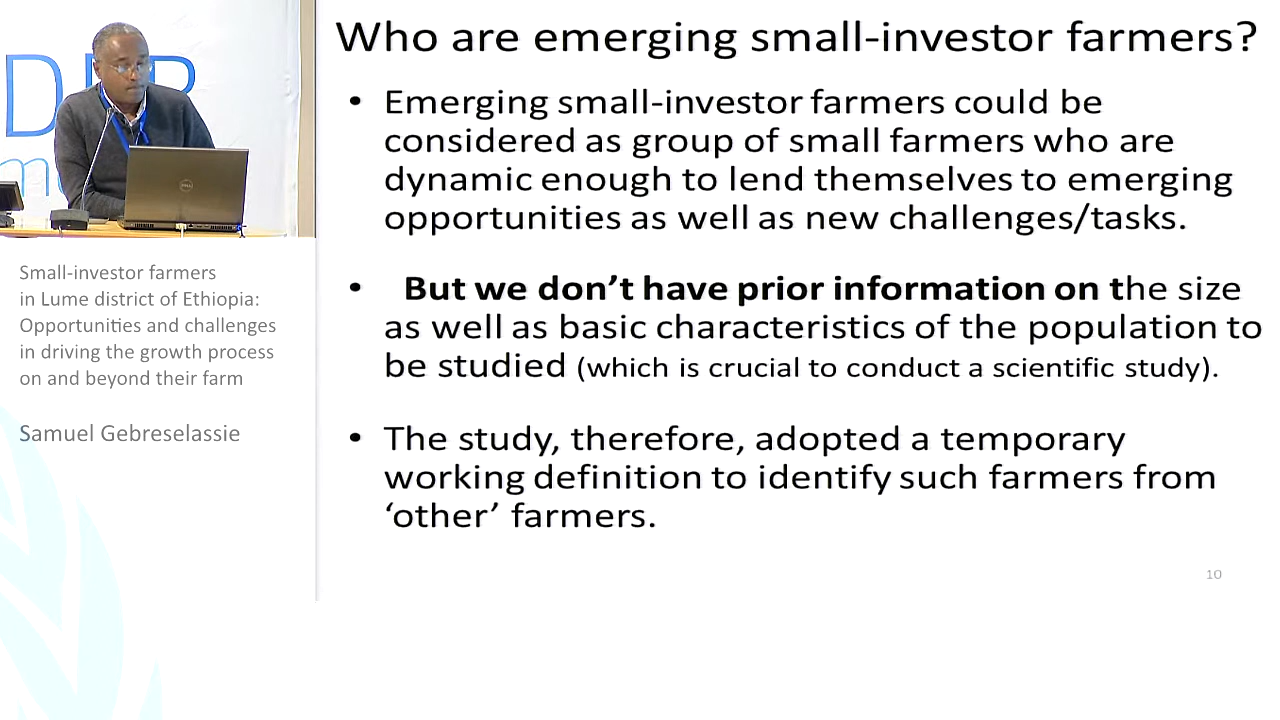 Who are emerging small-investor farmers?
• Emerging small-investor farmers could be
considered as group of small farmers who are
dynamic enough to lend themselves to emerging
opportunities as well as new challenges/tasks.
• But we don’t have prior information on the size
as well as basic characteristics of the population to
be studied (which is crucial to conduct a scientific study).
• The study, therefore, adopted a temporary
working definition to identify such farmers from
‘other’ farmers.
10
Small-investor farmers
in Lume district of Ethiopia:
Opportunities and challenges
in driving the growth process
on and beyond their farm
Samuel Gebreselassie
DELL